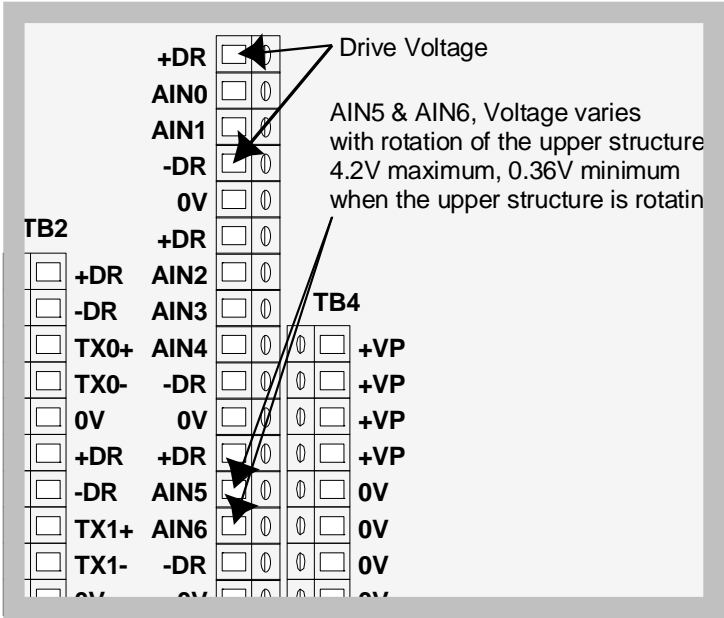 Drive Voltage
AIN5 & AIN6, Voltage varies
with rotation of the upper structure
4.2V maximum, 0.36V minimum
when the upper structure is rotatin
+DR
AIN0
AIN1
-DR
0V
+DR
AIN2
AIN3
AIN4
-DR
0V
+DR
AIN5
AIN6
-DR
0V
TB2
+DR
-DR
TX0+
TX0-
0V
+DR
-DR
TX1+
TX1-
0V
TB4
+VP
+VP
+VP
+VP
0V
0V
0V
0V